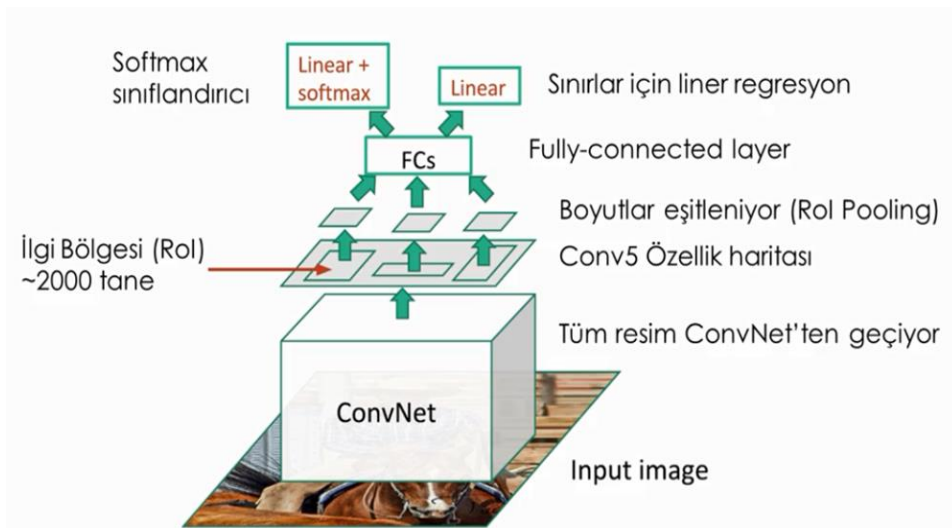 Softmax
sınıflandırıcı
Linear +
softmax
Linear
Sınırlar için liner regresyon
FCs
Fully-connected layer
Boyutlar eşitleniyor (RoI Pooling)
İlgi Bölgesi (RoI)
~2000 tane
Conv5 Özellik haritası
Tüm resim ConvNet'ten geçiyor
ConvNet
Input image